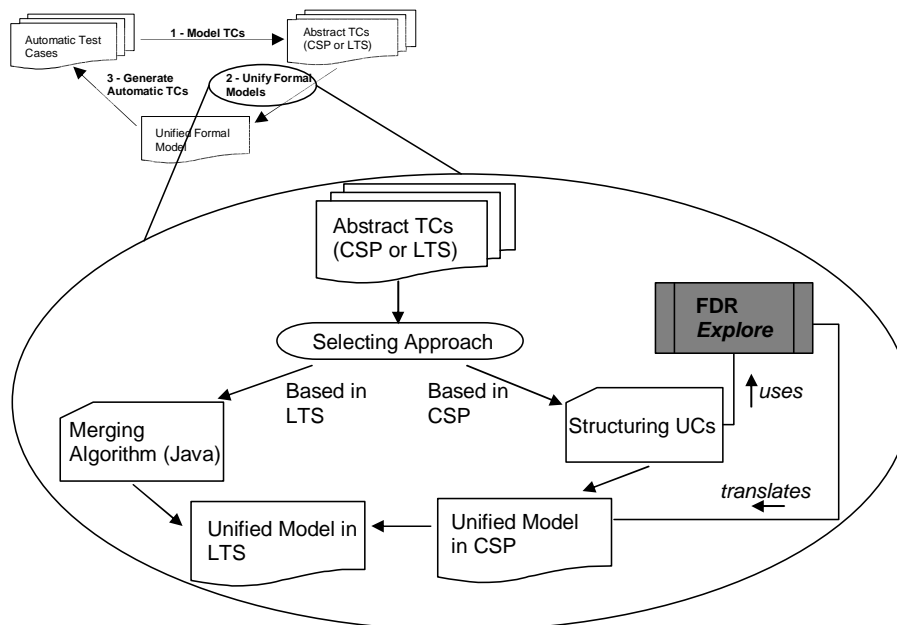 Automatic Test
Cases
1 - Model TCs
Abstract TCs
(CSP or LTS)
3 - Generate
Automatic TCs
2 - Unify Formal
Models
Unified Formal
Model
Abstract TCs
(CSP or LTS)
FDR
Explore
Selecting Approach
Based in
LTS
Based in
CSP
uses
Merging
Algorithm (Java)
Structuring UCs
translates
Unified Model in
LTS
Unified Model
in CSP